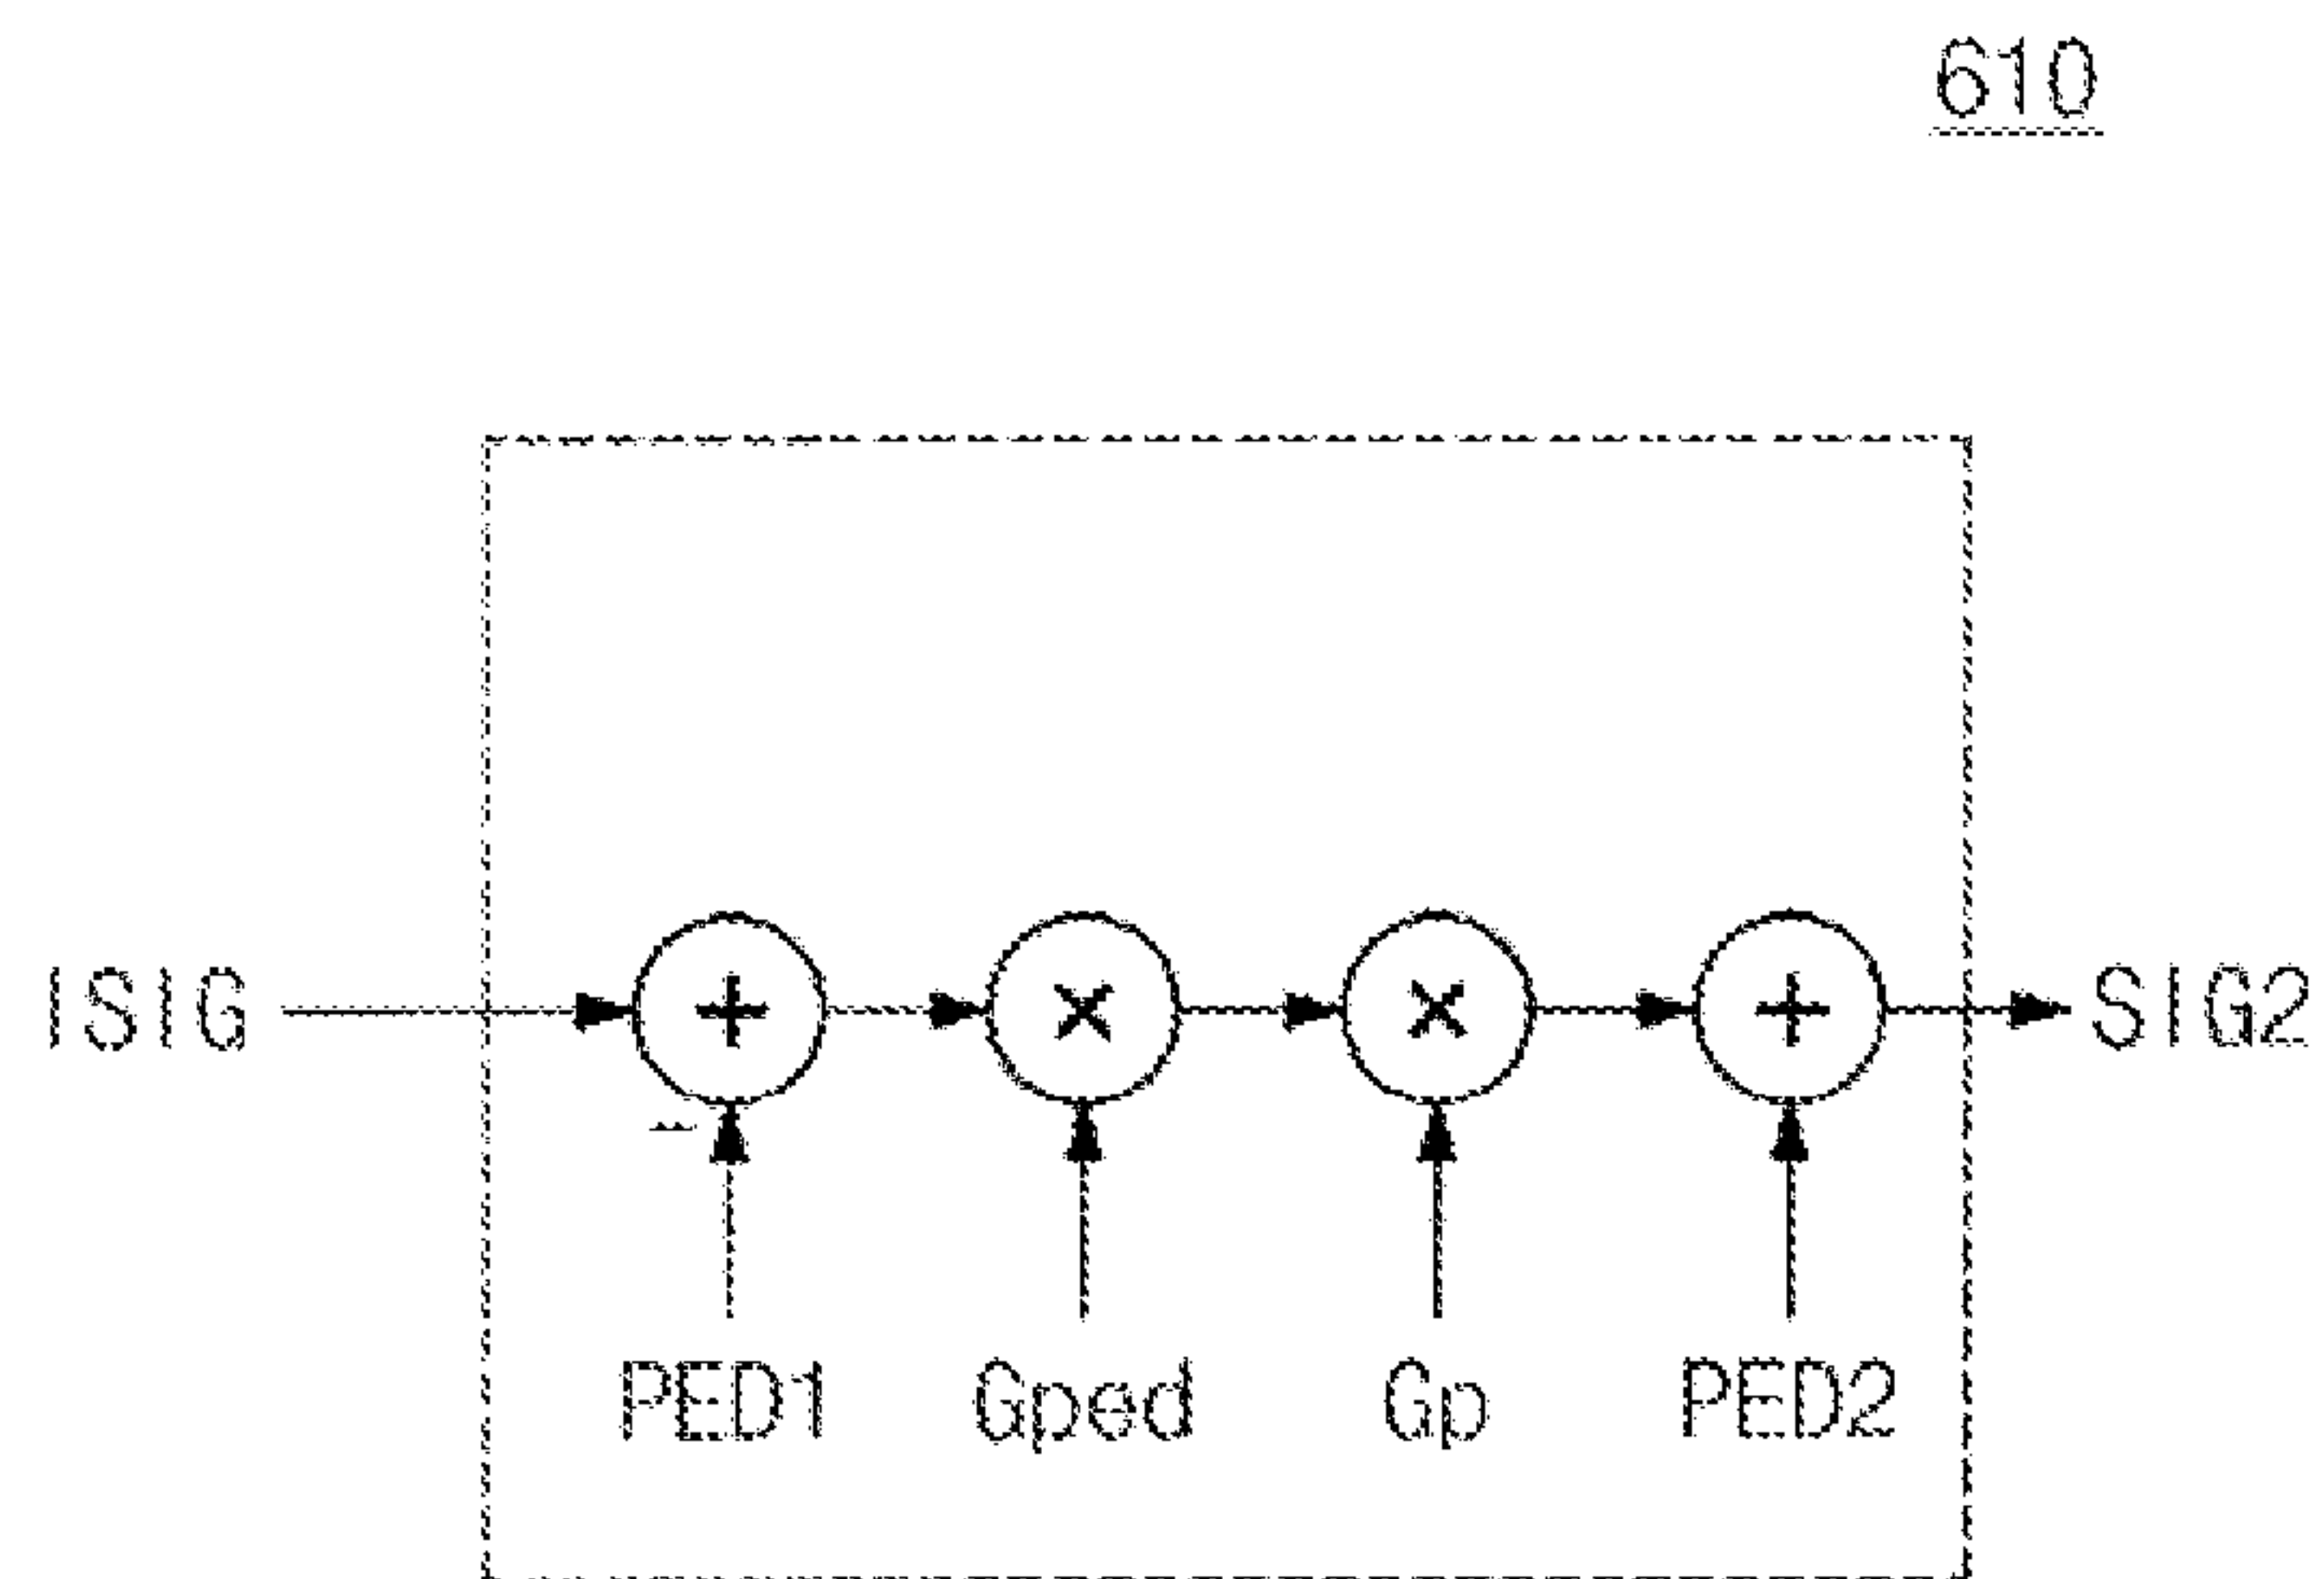 610
ISIG + × × + SIG2
−
PED1 Gped Gp PED2